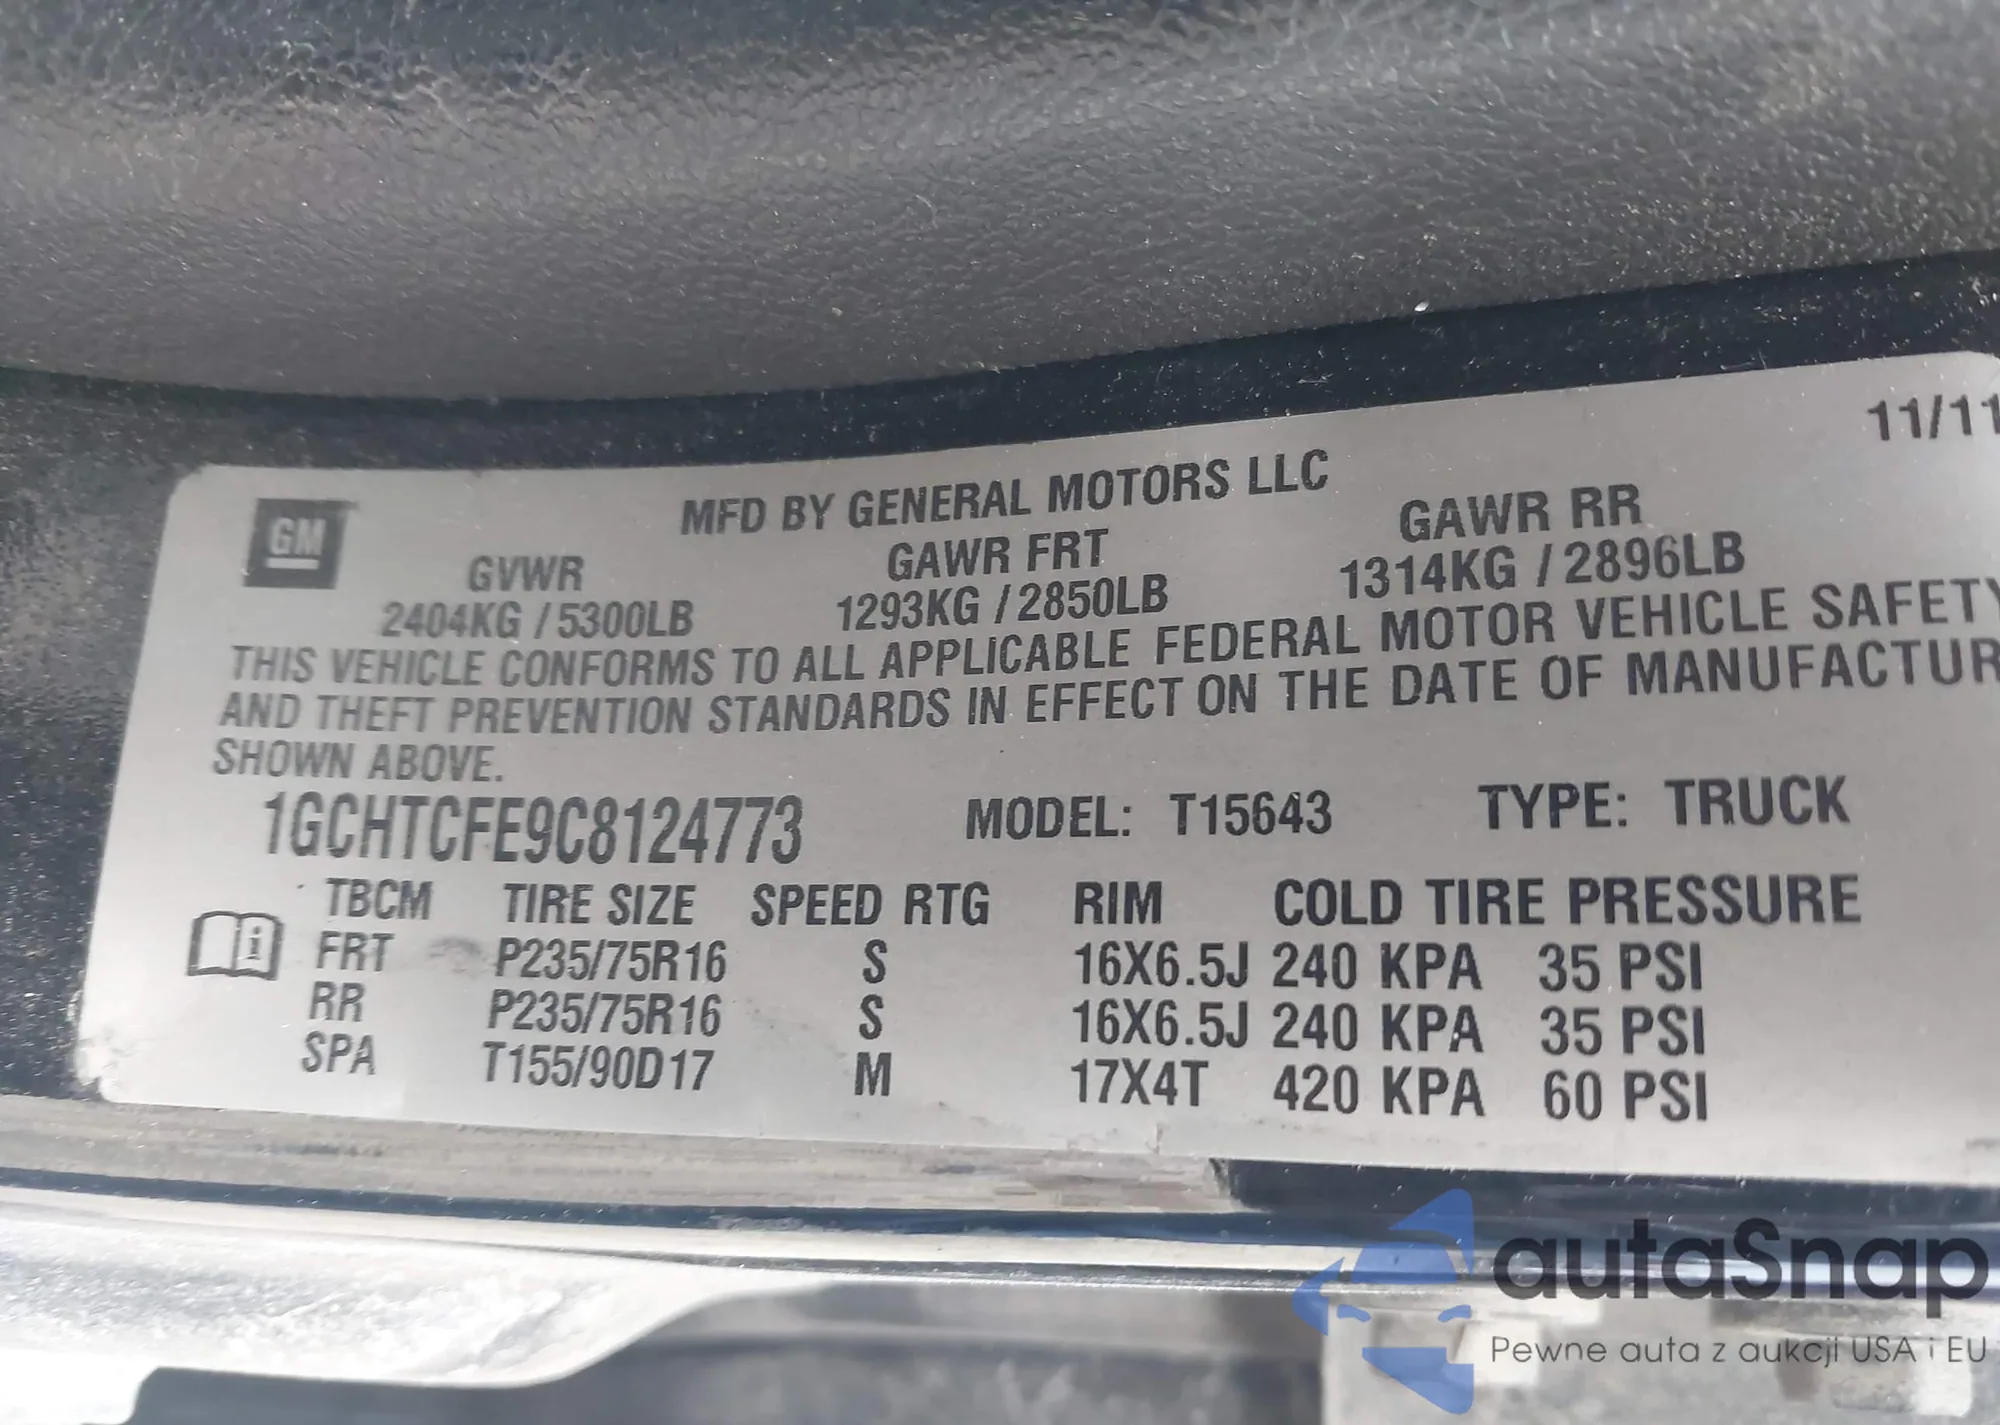 11/11
MFD BY GENERAL MOTORS LLC
GM
GVWR GAWR FRT GAWR RR
2404KG / 5300LB 1293KG / 2850LB 1314KG / 2896LB
THIS VEHICLE CONFORMS TO ALL APPLICABLE FEDERAL MOTOR VEHICLE SAFETY
AND THEFT PREVENTION STANDARDS IN EFFECT ON THE DATE OF MANUFACTUR
SHOWN ABOVE.
1GCHTCFE9C8124773 MODEL: T15643 TYPE: TRUCK
TBCM TIRE SIZE SPEED RTG RIM COLD TIRE PRESSURE
FRT P235/75R16 S 16X6.5J 240 KPA 35 PSI
RR P235/75R16 S 16X6.5J 240 KPA 35 PSI
SPA T155/90D17 M 17X4T 420 KPA 60 PSI
autaSnap
Pewne auta z aukcji USA i EU